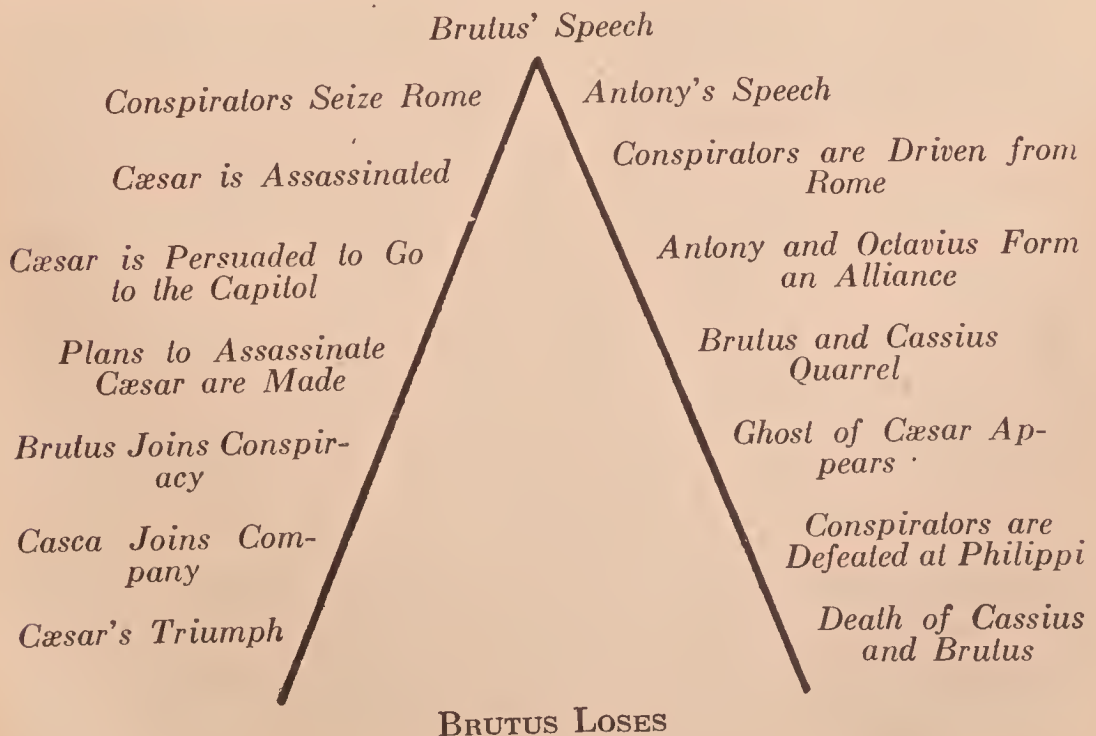 Brutus' Speech
Conspirators Seize Rome
Cæsar is Assassinated
Cæsar is Persuaded to Go
to the Capitol
Plans to Assassinate
Cæsar are Made
Brutus Joins Conspir-
acy
Casca Joins Com-
pany
Cæsar's Triumph
Antony's Speech
Conspirators are Driven from
Rome
Antony and Octavius Form
an Alliance
Brutus and Cassius
Quarrel
Ghost of Cæsar Ap-
pears
Conspirators are
Defeated at Philippi
Death of Cassius
and Brutus
BRUTUS LOSES